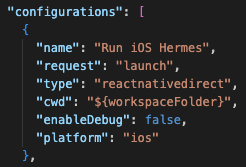 "configurations": [
{
"name": "Run iOS Hermes",
"request": "launch",
"type": "reactnativedirect",
"cwd": "${workspaceFolder}",
"enableDebug": false,
"platform": "ios"
},